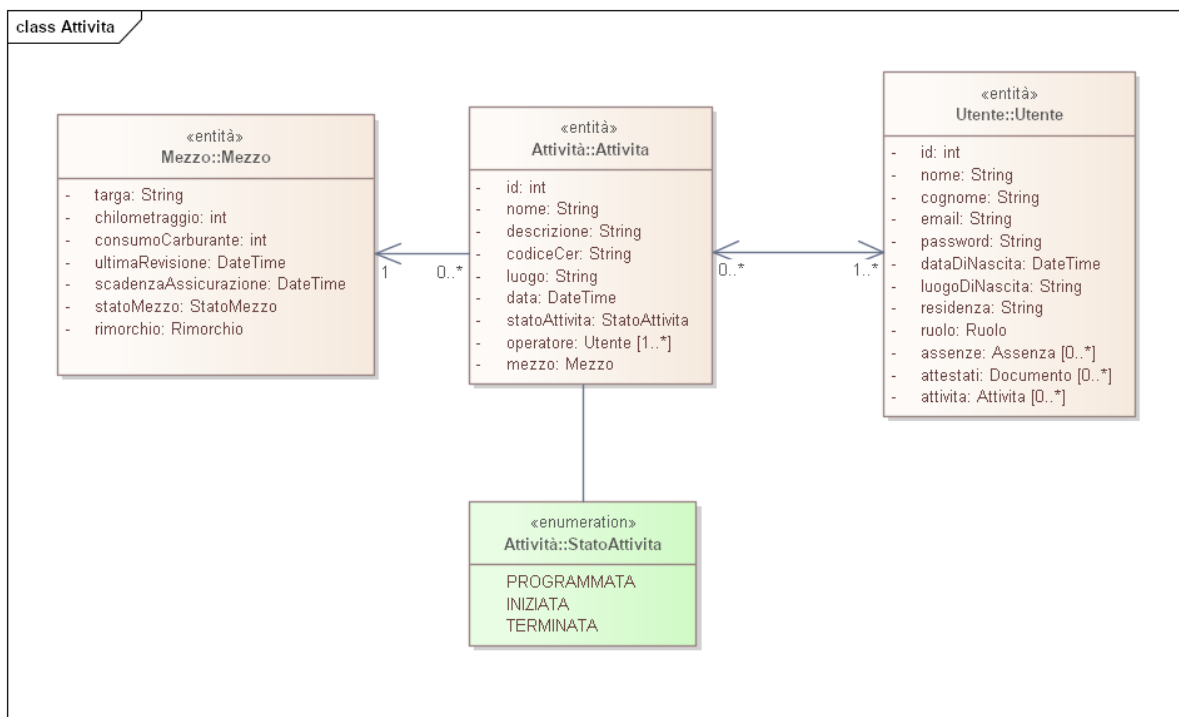 class Attivita
«entità»
Mezzo::Mezzo
- targa: String
- chilometraggio: int
- consumoCarburante: int
- ultimaRevisione: DateTime
- scadenzaAssicurazione: DateTime
- statoMezzo: StatoMezzo
- rimorchio: Rimorchio
1
0..*
«entità»
Attività::Attivita
- id: int
- nome: String
- descrizione: String
- codiceCer: String
- luogo: String
- data: DateTime
- statoAttivita: StatoAttivita
- operatore: Utente [1..*]
- mezzo: Mezzo
0..*
1..*
«entità»
Utente::Utente
- id: int
- nome: String
- cognome: String
- email: String
- password: String
- dataDiNascita: DateTime
- luogoDiNascita: String
- residenza: String
- ruolo: Ruolo
- assenze: Assenza [0..*]
- attestati: Documento [0..*]
- attivita: Attivita [0..*]
«enumeration»
Attività::StatoAttivita
PROGRAMMATA
INIZIATA
TERMINATA